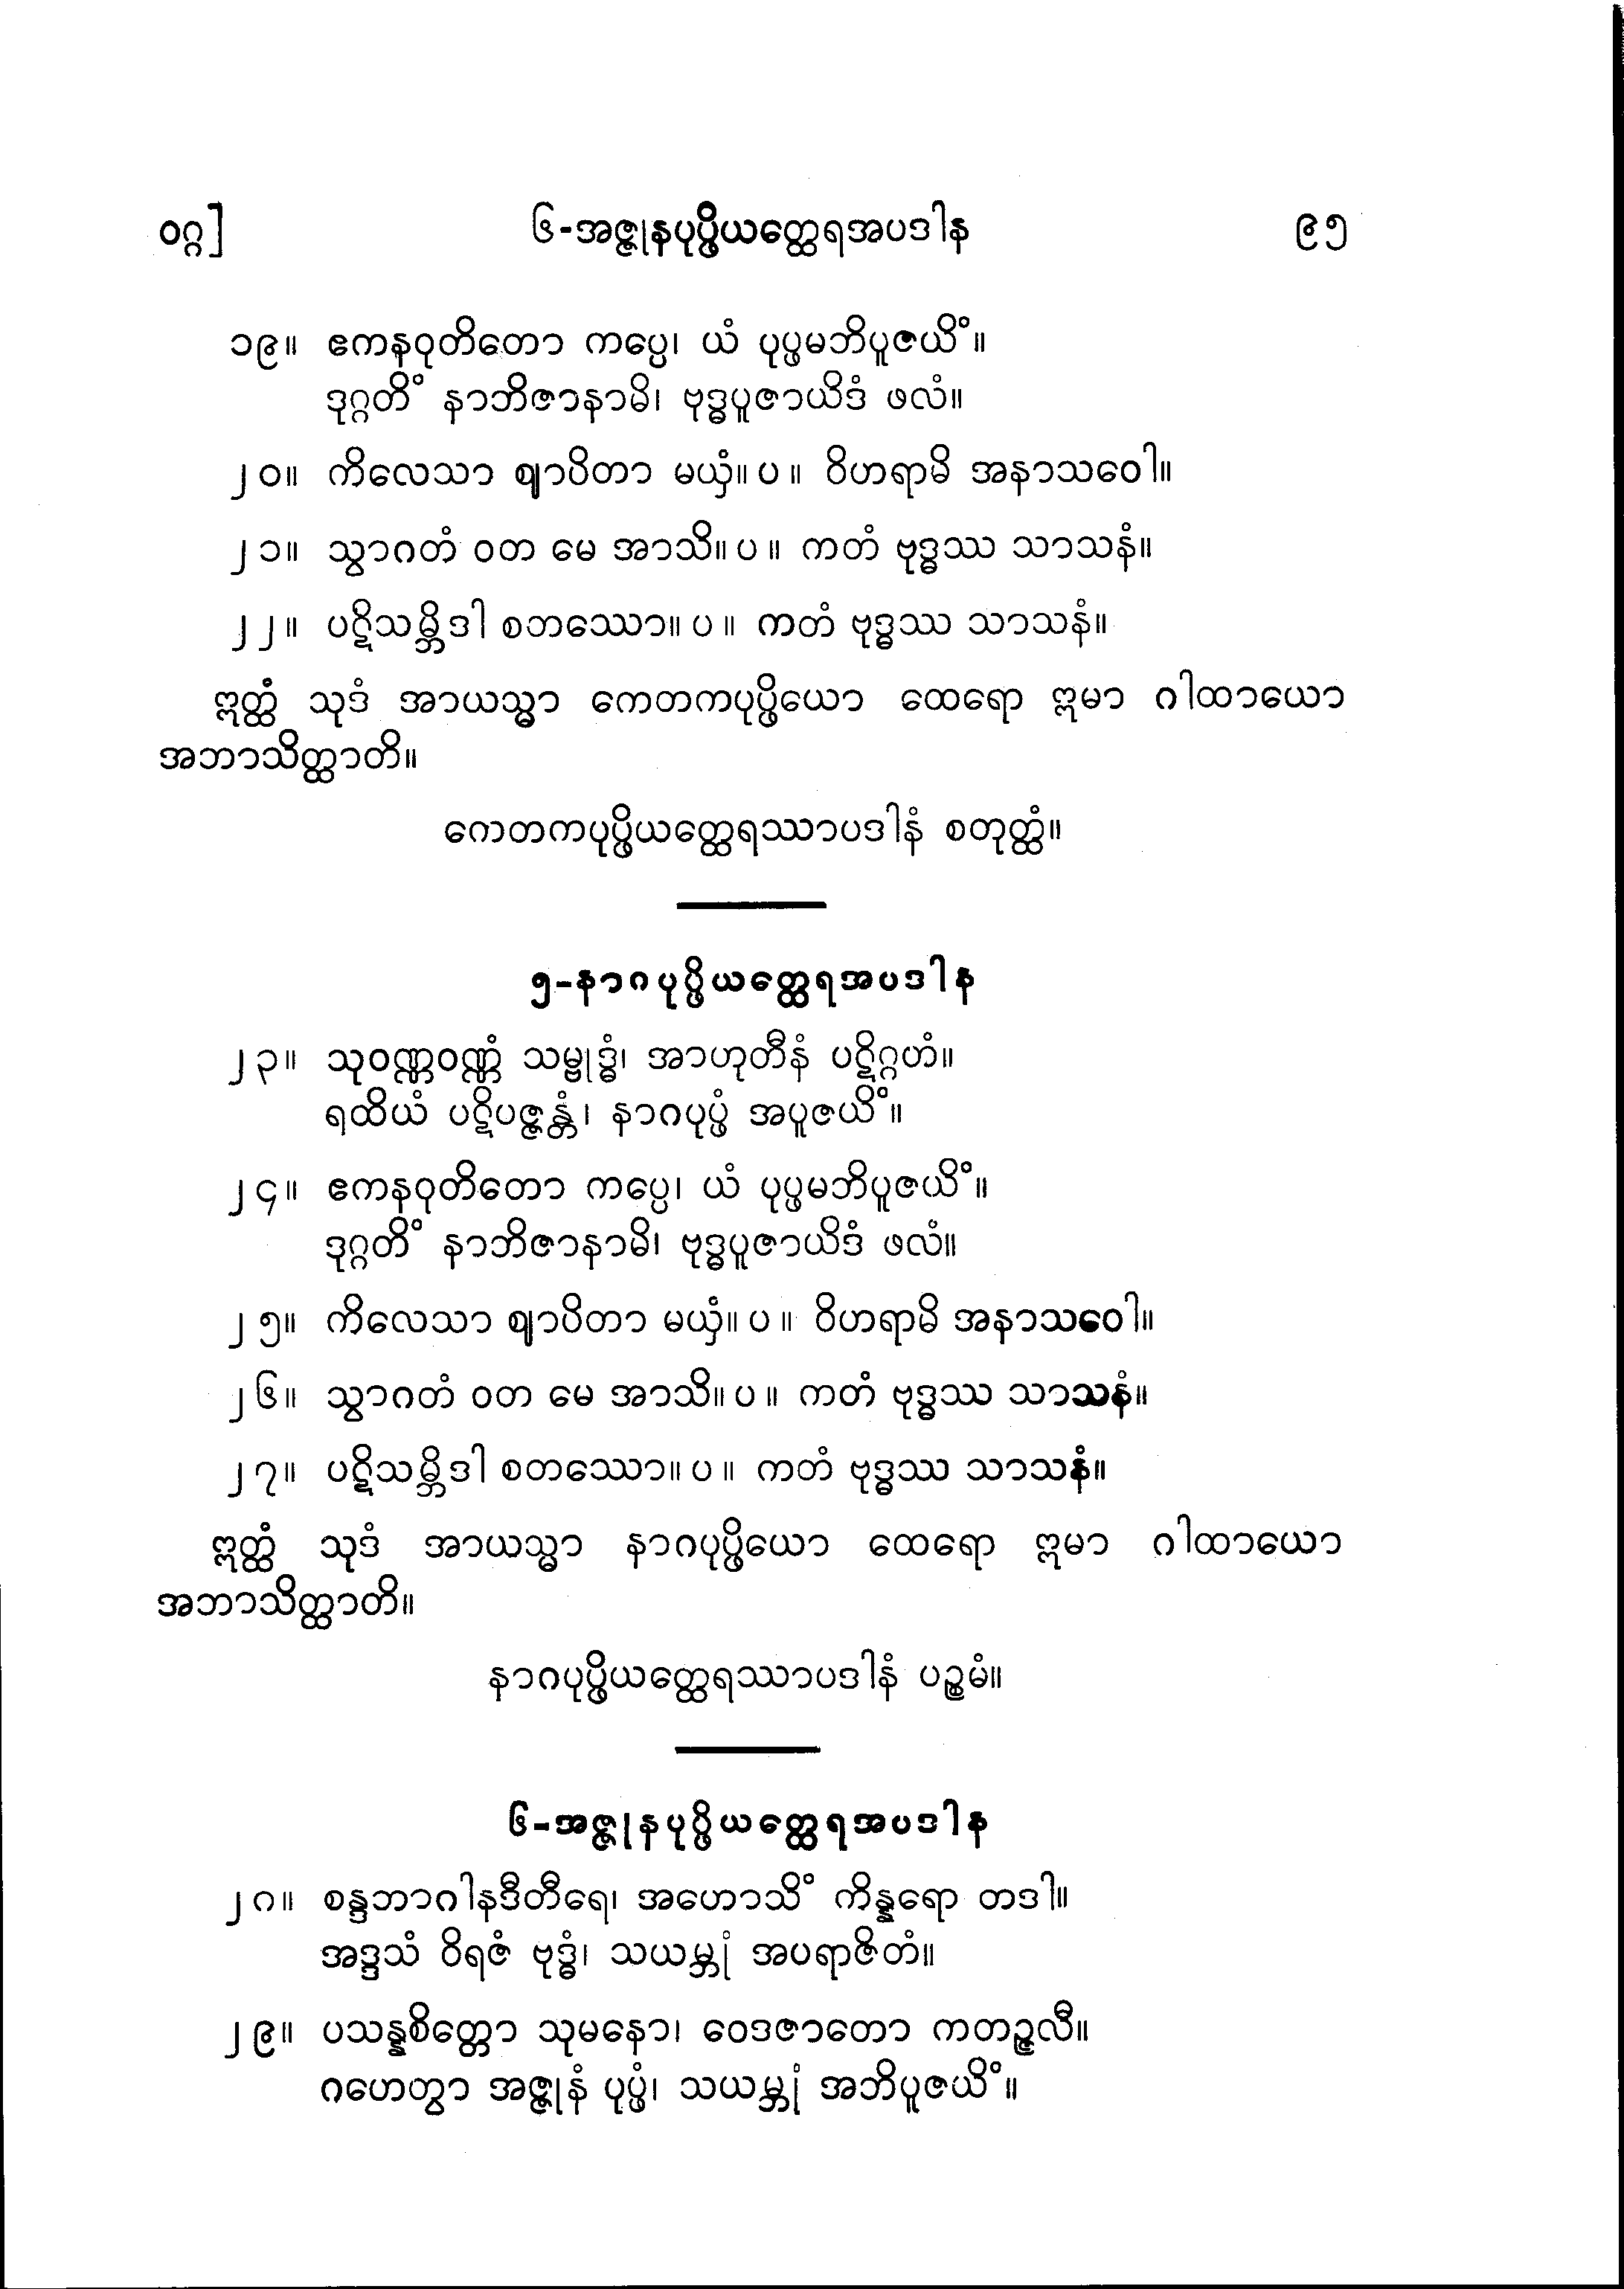 ဝဂ္ဂ] ၆-အဇ္ဇုနပုပ္ဖိယတ္ထေရအပဒါန ၉၅
၁၉။ ဧကနဝုတိတော ကပ္ပေ၊ ယံ ပုပ္ဖမဘိပူဇယိံ။
ဒုဂ္ဂတိံ နာဘိဇာနာမိ၊ ဗုဒ္ဓပူဇာယိဒံ ဖလံ။
၂၀။ ကိလေသာ ဈာပိတာ မယှံ။ပ။ ဝိဟရာမိ အနာသဝေါ။
၂၁။ သွာဂတံ ဝတ မေ အာသိ။ပ။ ကတံ ဗုဒ္ဓဿ သာသနံ။
၂၂။ ပဋိသမ္ဘိဒါ စဘဿော။ပ။ ကတံ ဗုဒ္ဓဿ သာသနံ။
ဣတ္ထံ သုဒံ အာယသ္မာ ကေတကပုပ္ဖိယော ထေရော ဣမာ ဂါထာယော
အဘာသိတ္ထာတိ။
ကေတကပုပ္ဖိယတ္ထေရဿာပဒါနံ စတုတ္ထံ။
၅-နာဂပုပ္ဖိယတ္ထေရအပဒါန
၂၃။ သုဝဏ္ဏဝဏ္ဏံ သမ္ဗုဒ္ဓံ၊ အာဟုတီနံ ပဋိဂ္ဂဟံ။
ရထိယံ ပဋိပဇ္ဇန္တံ၊ နာဂပုပ္ဖံ အပူဇယိံ။
၂၄။ ဧကနဝုတိတော ကပ္ပေ၊ ယံ ပုပ္ဖမဘိပူဇယိံ။
ဒုဂ္ဂတိံ နာဘိဇာနာမိ၊ ဗုဒ္ဓပူဇာယိဒံ ဖလံ။
၂၅။ ကိလေသာ ဈာပိတာ မယှံ။ပ။ ဝိဟရာမိ အနာသဝေါ။
၂၆။ သွာဂတံ ဝတ မေ အာသိ။ပ။ ကတံ ဗုဒ္ဓဿ သာသနံ။
၂၇။ ပဋိသမ္ဘိဒါ စတဿော။ပ။ ကတံ ဗုဒ္ဓဿ သာသနံ။
ဣတ္ထံ သုဒံ အာယသ္မာ နာဂပုပ္ဖိယော ထေရော ဣမာ ဂါထာယော
အဘာသိတ္ထာတိ။
နာဂပုပ္ဖိယတ္ထေရဿာပဒါနံ ပဉ္စမံ။
၆-အဇ္ဇုနပုပ္ဖိယတ္ထေရအပဒါန
၂၈။ စန္ဒဘာဂါနဒီတီရေ၊ အဟောသိံ ကိန္နရော တဒါ။
အဒ္ဒသံ ဝိရဇံ ဗုဒ္ဓံ၊ သယမ္ဘုံ အပရာဇိတံ။
၂၉။ ပသန္နစိတ္တော သုမနော၊ ဝေဒဇာတော ကတဉ္ဇလီ။
ဂဟေတွာ အဇ္ဇုနံ ပုပ္ဖံ၊ သယမ္ဘုံ အဘိပူဇယိံ။